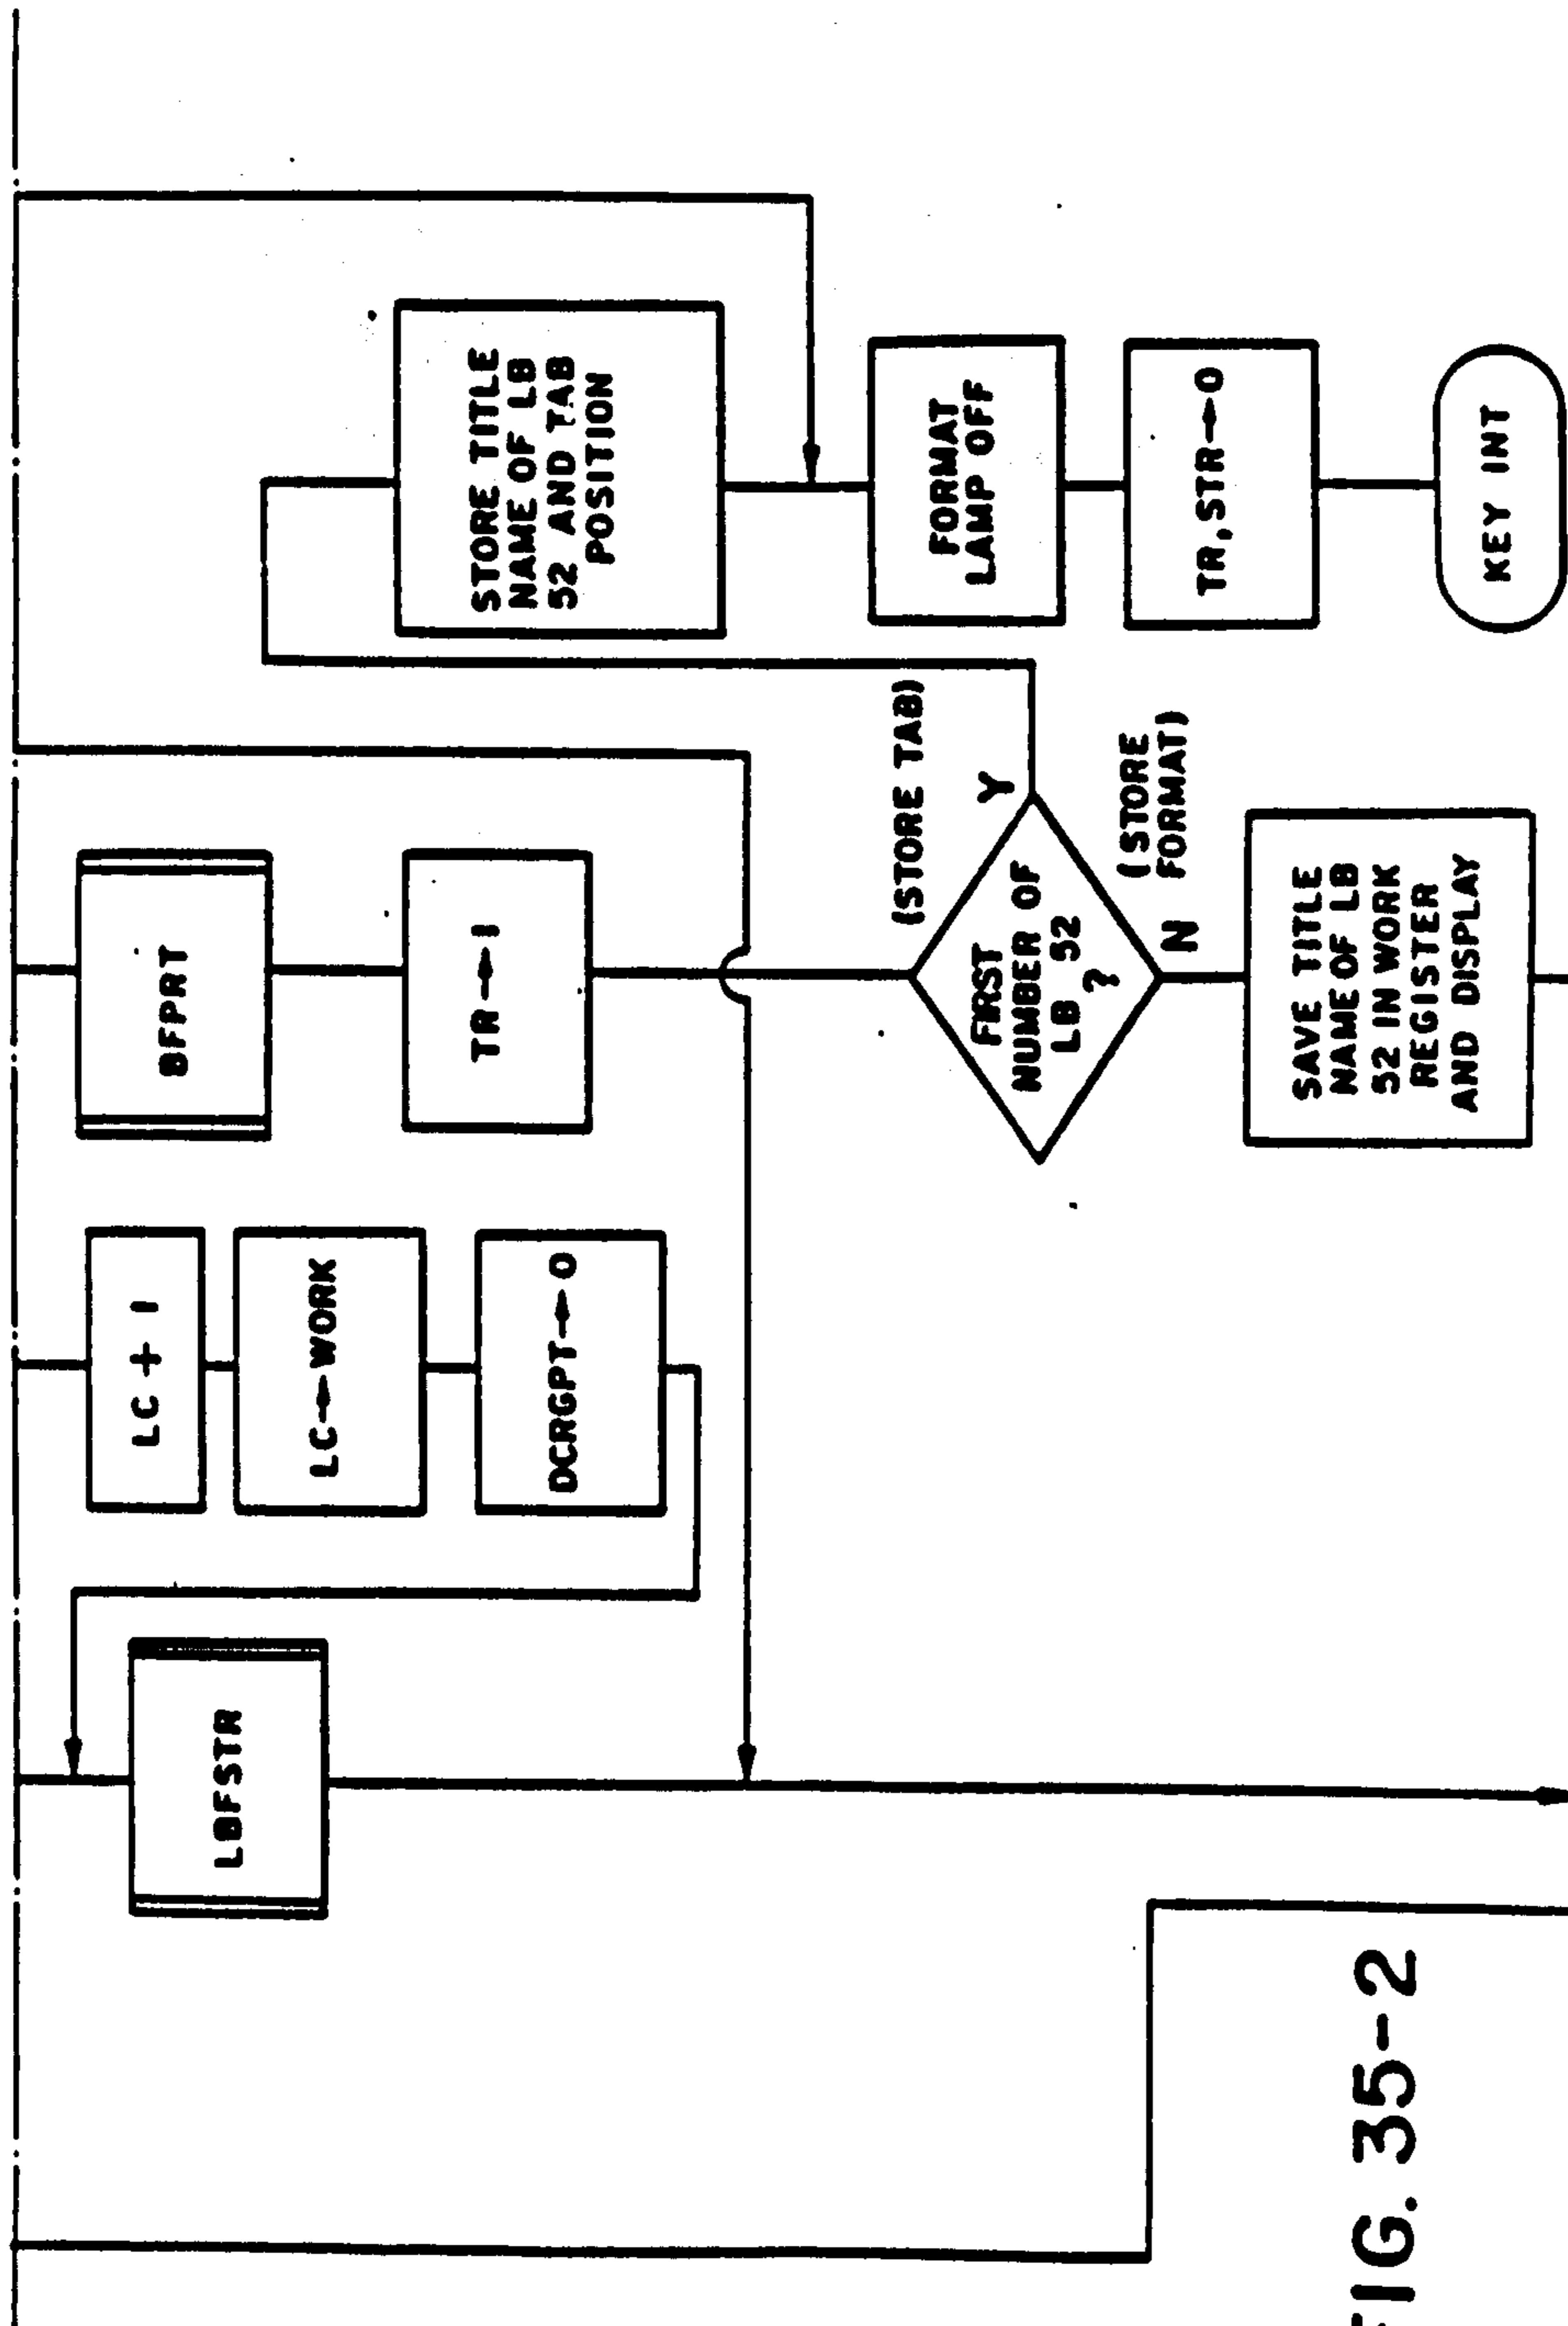 LBFSTR
LC + 1
LC→WORK
DCRGPT→0
BFPRT
TR→1
FIRST
NUMBER OF
LB 52
?
Y
(STORE TAB)
N
(STORE
FORMAT)
SAVE TITLE
NAME OF LB
52 IN WORK
REGISTER
AND DISPLAY
STORE TITLE
NAME OF LB
52 AND TAB
POSITION
FORMAT
LAMP OFF
TR,STR→0
KEY INT
FIG. 35-2